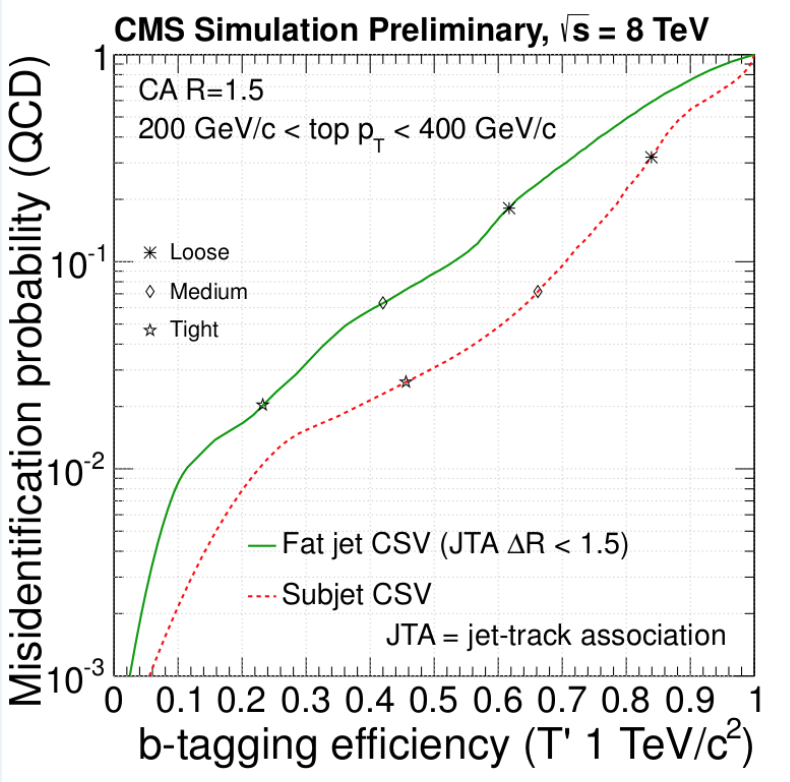 CMS Simulation Preliminary, √s = 8 TeV
Misidentification probability (QCD)
1
10⁻¹
10⁻²
10⁻³
CA R=1.5
200 GeV/c < top p_T < 400 GeV/c
Loose
Medium
Tight
Fat jet CSV (JTA ΔR < 1.5)
Subjet CSV
JTA = jet-track association
0 0.1 0.2 0.3 0.4 0.5 0.6 0.7 0.8 0.9 1
b-tagging efficiency (T' 1 TeV/c²)